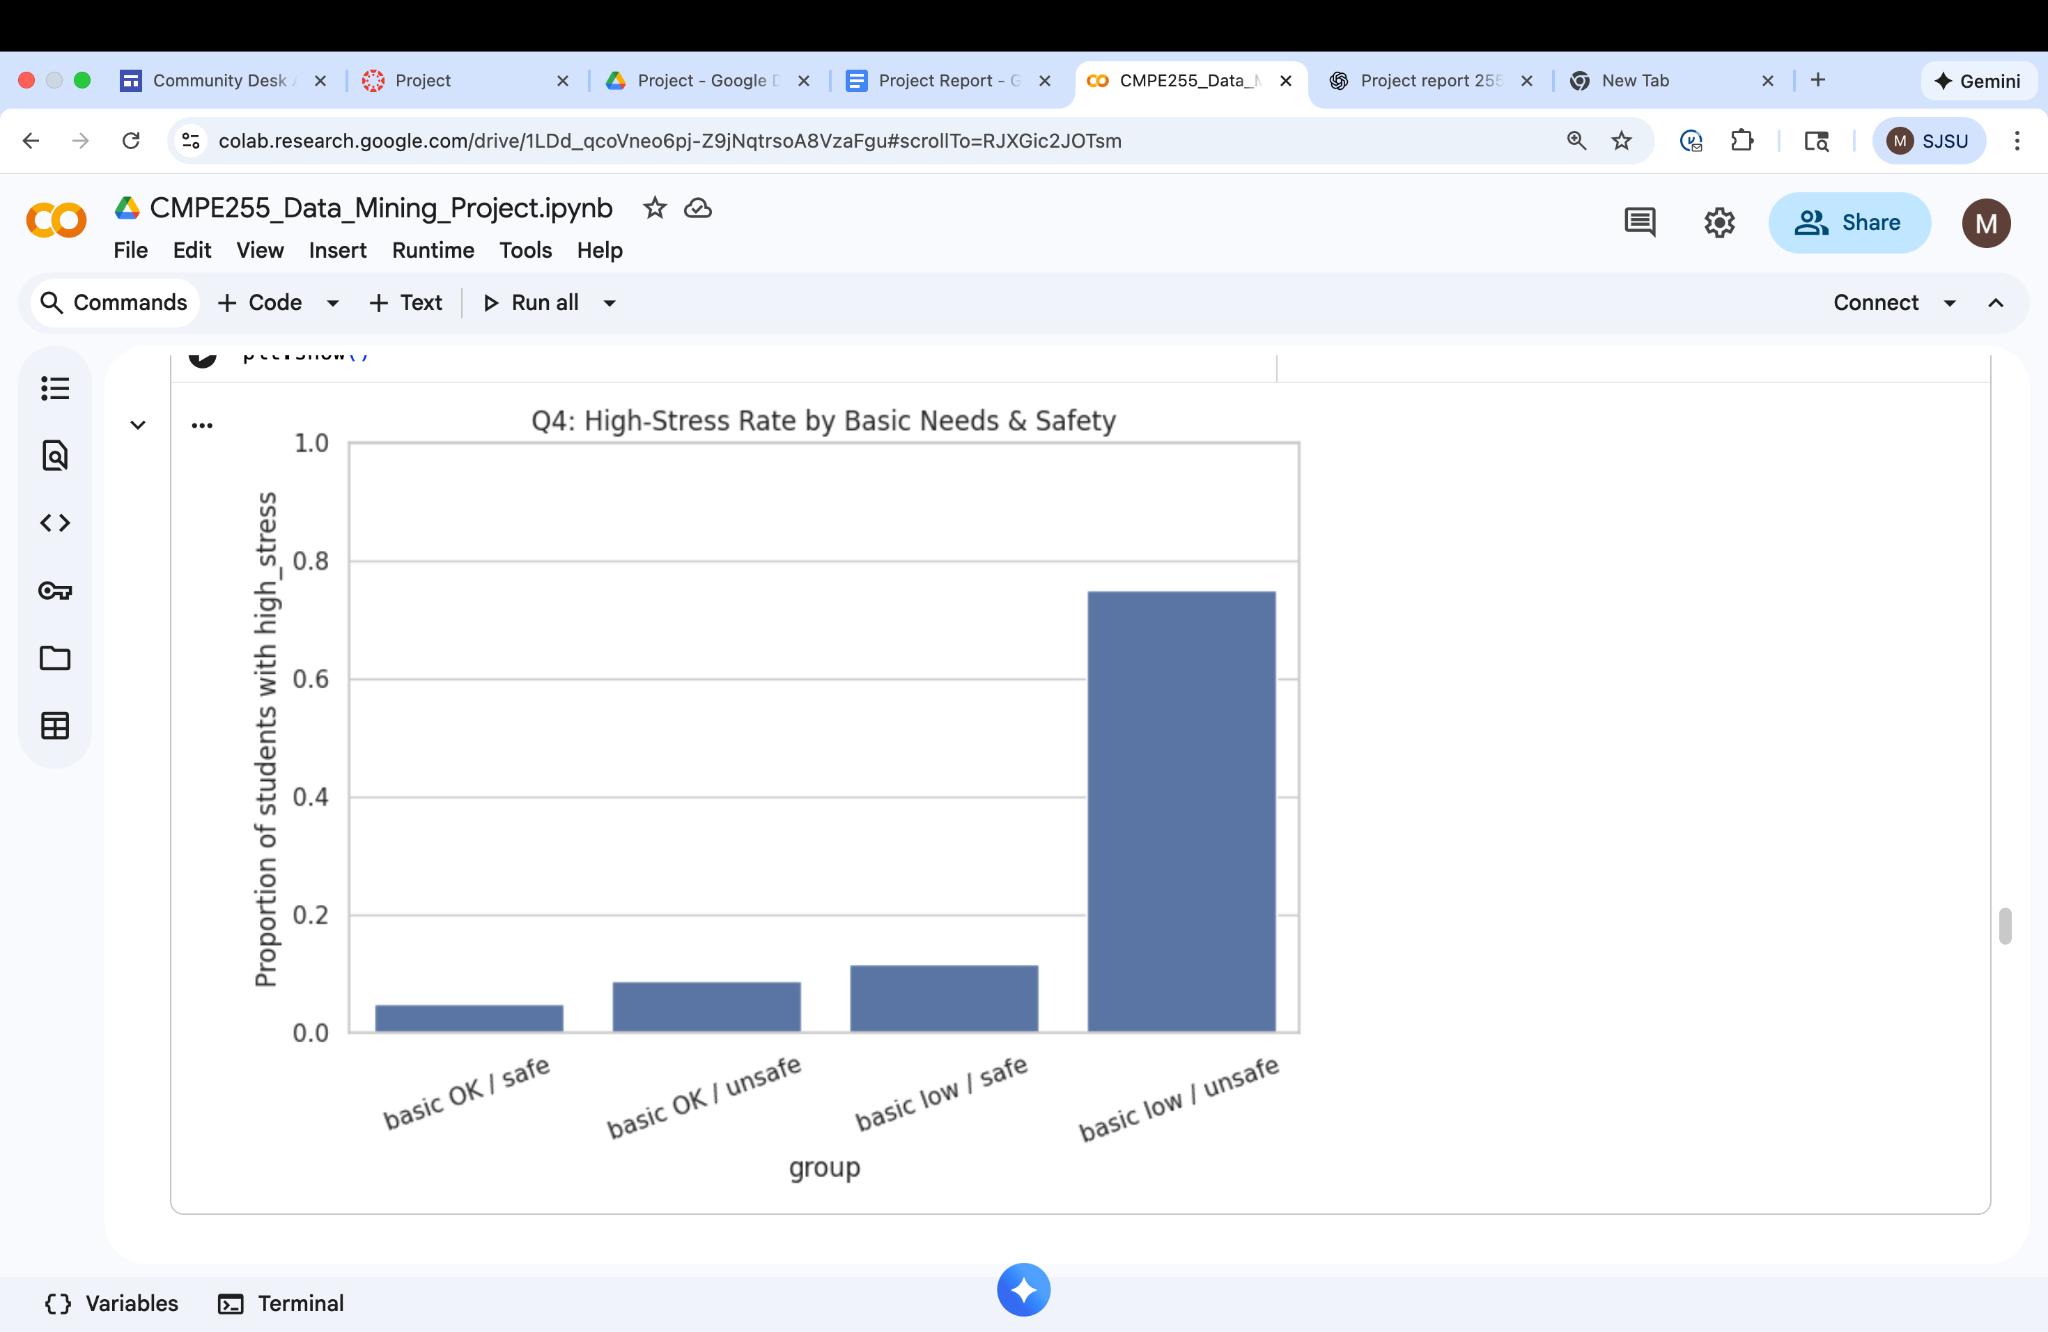 Community Desk
Project
Project - Google D
Project Report - G
CMPE255_Data_M
Project report 255
New Tab
Gemini
colab.research.google.com/drive/1LDd_qcoVneo6pj-Z9jNqtrsoA8VzaFgu#scrollTo=RJXGic2JOTsm
M SJSU
CMPE255_Data_Mining_Project.ipynb
File Edit View Insert Runtime Tools Help
Share
M
Commands + Code + Text Run all
Connect
plt.show()
Q4: High-Stress Rate by Basic Needs & Safety
Proportion of students with high_stress
1.0
0.8
0.6
0.4
0.2
0.0
basic OK / safe
basic OK / unsafe
basic low / safe
basic low / unsafe
group
Variables
Terminal